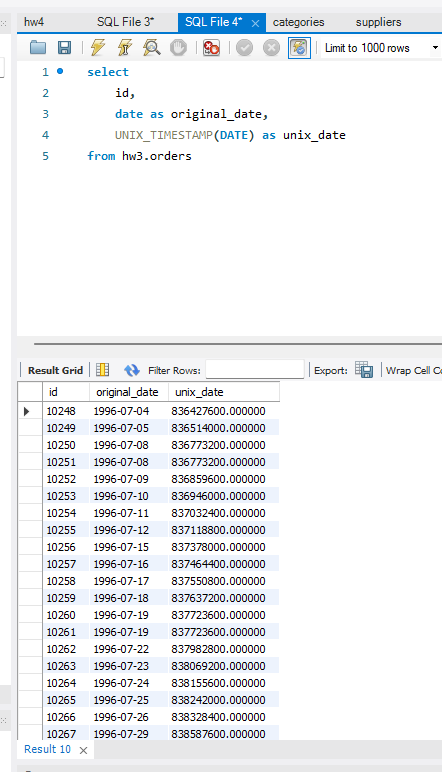 hw4 SQL File 3* SQL File 4* categories suppliers
Limit to 1000 rows
1 select
2 id,
3 date as original_date,
4 UNIX_TIMESTAMP(DATE) as unix_date
5 from hw3.orders
Result Grid Filter Rows: Export: Wrap Cell Co
id original_date unix_date
10248 1996-07-04 836427600.000000
10249 1996-07-05 836514000.000000
10250 1996-07-08 836773200.000000
10251 1996-07-08 836773200.000000
10252 1996-07-09 836859600.000000
10253 1996-07-10 836946000.000000
10254 1996-07-11 837032400.000000
10255 1996-07-12 837118800.000000
10256 1996-07-15 837378000.000000
10257 1996-07-16 837464400.000000
10258 1996-07-17 837550800.000000
10259 1996-07-18 837637200.000000
10260 1996-07-19 837723600.000000
10261 1996-07-19 837723600.000000
10262 1996-07-22 837982800.000000
10263 1996-07-23 838069200.000000
10264 1996-07-24 838155600.000000
10265 1996-07-25 838242000.000000
10266 1996-07-26 838328400.000000
10267 1996-07-29 838587600.000000
Result 10